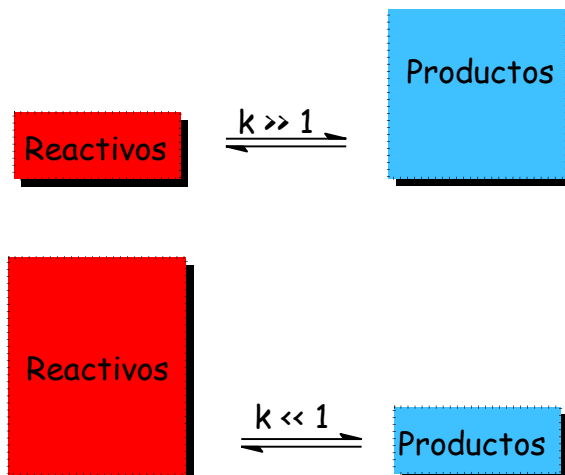 Productos
k >> 1
Reactivos
Reactivos
k << 1
Productos